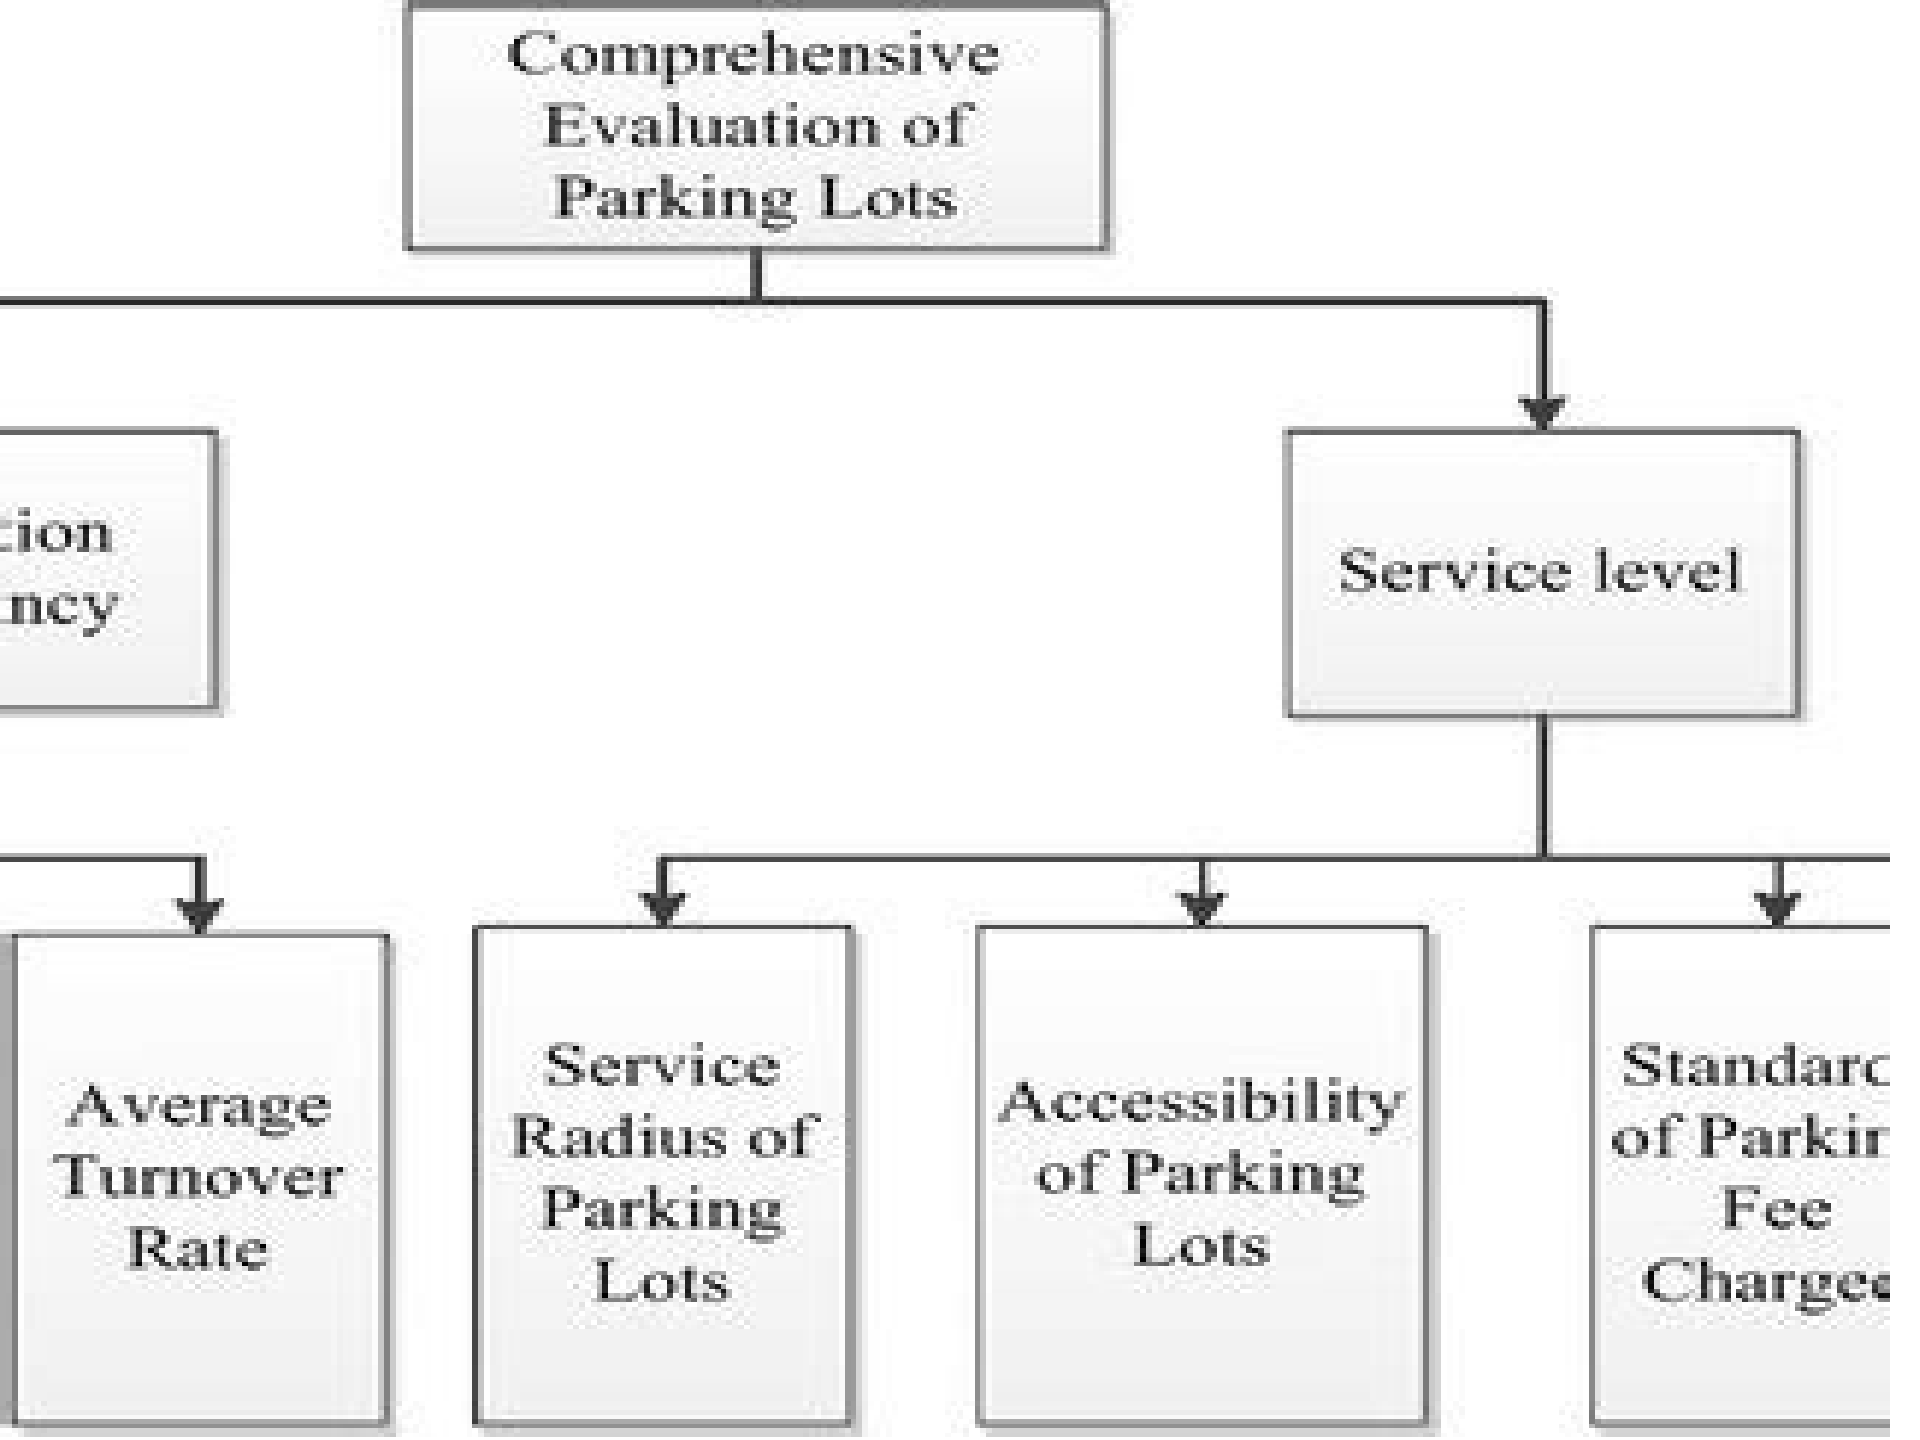 Comprehensive
Evaluation of
Parking Lots
Service level
Average
Turnover
Rate
Service
Radius of
Parking
Lots
Accessibility
of Parking
Lots
of
Fee